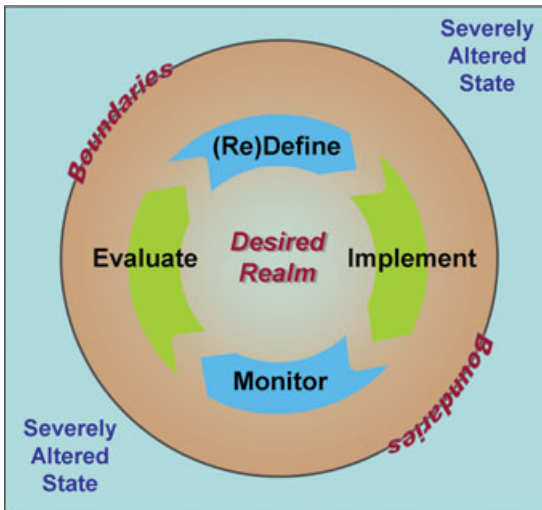 Severely
Altered
State
Boundaries
(Re)Define
Evaluate
Desired
Realm
Implement
Monitor
Boundaries
Severely
Altered
State